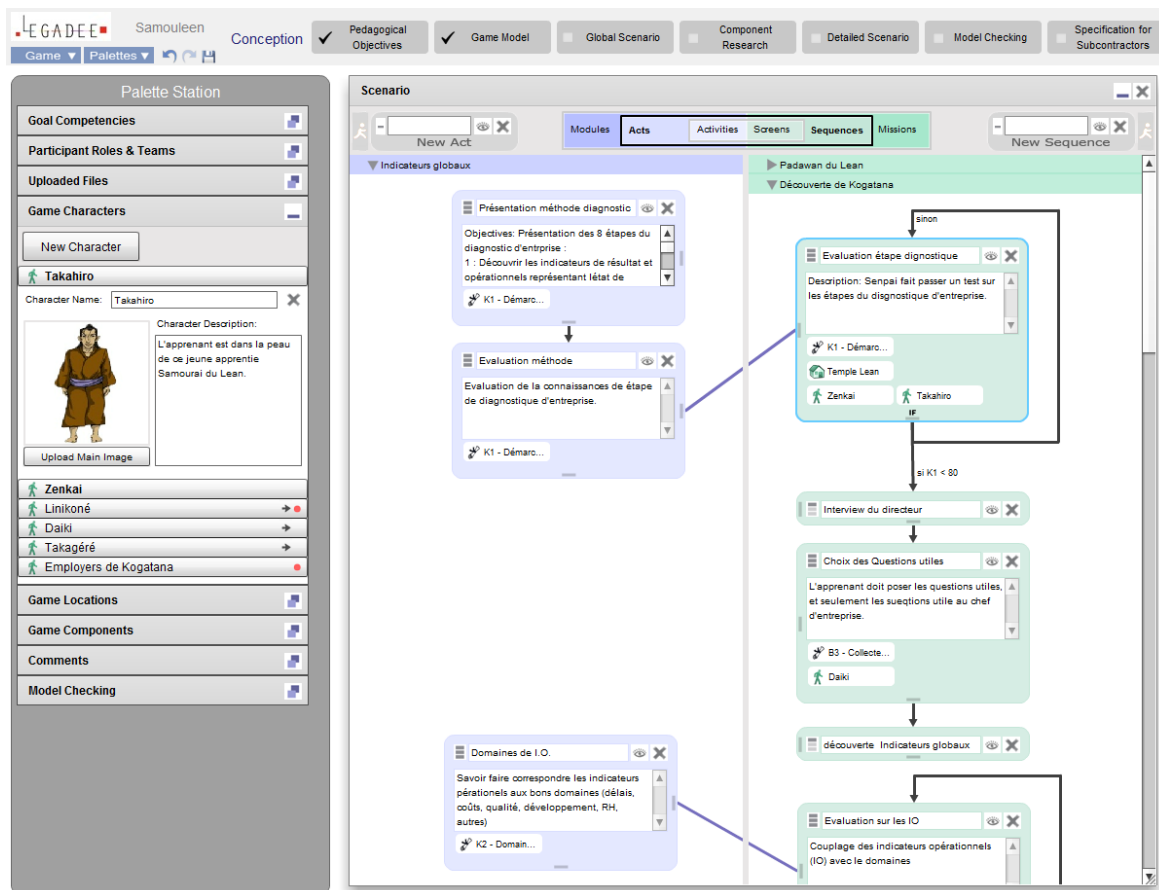 LEGADEE
Samouleen
Game
Palettes
Conception
Pedagogical
Objectives
Game Model
Global Scenario
Component
Research
Detailed Scenario
Model Checking
Specification for
Subcontractors
Palette Station
Goal Competencies
Participant Roles & Teams
Uploaded Files
Game Characters
New Character
Takahiro
Character Name: Takahiro
Character Description:
L'apprenant est dans la peau
de ce jeune apprentie
Samourai du Lean.
Upload Main Image
Zenkai
Linikoné
Daiki
Takagéré
Employers de Kogatana
Game Locations
Game Components
Comments
Model Checking
Scenario
New Act
Modules
Acts
Activities
Screens
Sequences
Missions
New Sequence
Indicateurs globaux
Présentation méthode diagnostic
Objectives: Présentation des 8 étapes du
diagnostic d'entrprise :
1 : Découvrir les indicateurs de résultat et
opérationnels représentant létat de
K1 - Démarc...
Evaluation méthode
Evaluation de la connaissances de étape
de diagnostique d'entreprise.
K1 - Démarc...
Domaines de I.O.
Savoir faire correspondre les indicateurs
pérationels aux bons domaines (délais,
coûts, qualité, développement, RH,
autres)
K2 - Domain...
Padawan du Lean
Découverte de Kogatana
sinon
Evaluation étape dignostique
Description: Senpai fait passer un test sur
les étapes du disgnostique d'entreprise.
K1 - Démarc...
Temple Lean
Zenkai
Takahiro
IF
si K1 < 80
Interview du directeur
Choix des Questions utiles
L'apprenant doit poser les questions utiles,
et seulement les sueqtions utile au chef
d'entreprise.
B3 - Collecte...
Daiki
découverte Indicateurs globaux
Evaluation sur les IO
Couplage des indicateurs opérationnels
(IO) avec le domaines